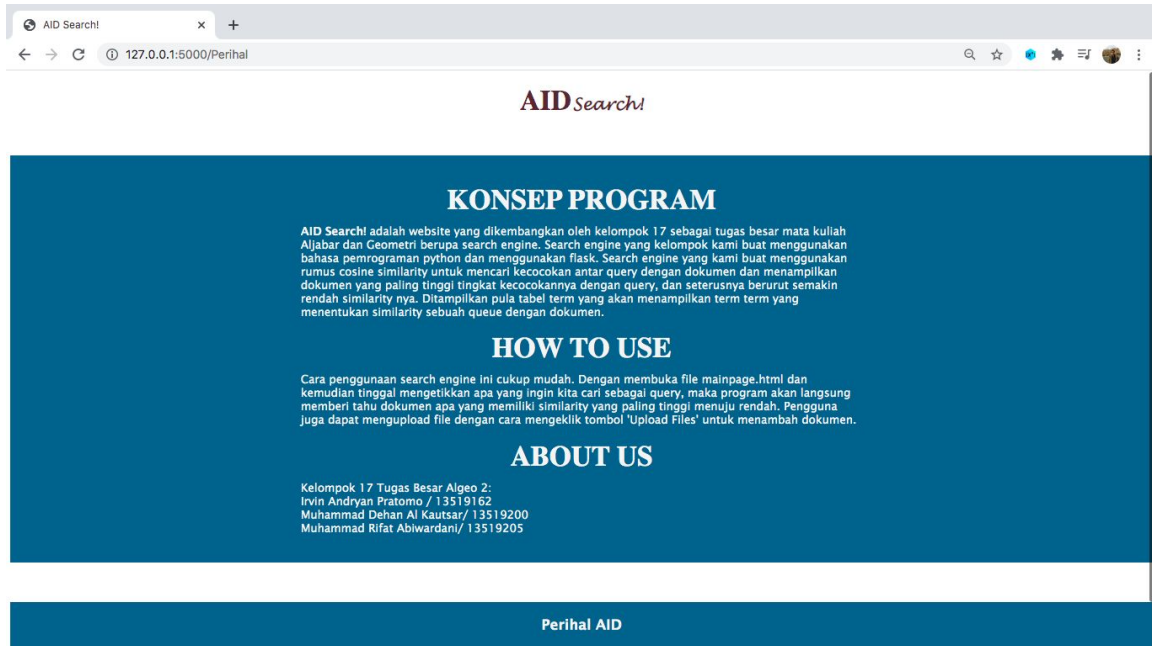 AID Search!
127.0.0.1:5000/Perihal
AID Search!
KONSEP PROGRAM
AID Search! adalah website yang dikembangkan oleh kelompok 17 sebagai tugas besar mata kuliah
Aljabar dan Geometri berupa search engine. Search engine yang kelompok kami buat menggunakan
bahasa pemrograman python dan menggunakan flask. Search engine yang kami buat menggunakan
rumus cosine similarity untuk mencari kecocokan antar query dengan dokumen dan menampilkan
dokumen yang paling tinggi tingkat kecocokannya dengan query, dan seterusnya berurut semakin
rendah similarity nya. Ditampilkan pula tabel term yang akan menampilkan term term yang
menentukan similarity sebuah queue dengan dokumen.
HOW TO USE
Cara penggunaan search engine ini cukup mudah. Dengan membuka file mainpage.html dan
kemudian tinggal mengetikkan apa yang ingin kita cari sebagai query, maka program akan langsung
memberi tahu dokumen apa yang memiliki similarity yang paling tinggi menuju rendah. Pengguna
juga dapat mengupload file dengan cara mengeklik tombol 'Upload Files' untuk menambah dokumen.
ABOUT US
Kelompok 17 Tugas Besar Algeo 2:
Irvin Andryan Pratomo / 13519162
Muhammad Dehan Al Kautsar/ 13519200
Muhammad Rifat Abiwardani/ 13519205
Perihal AID